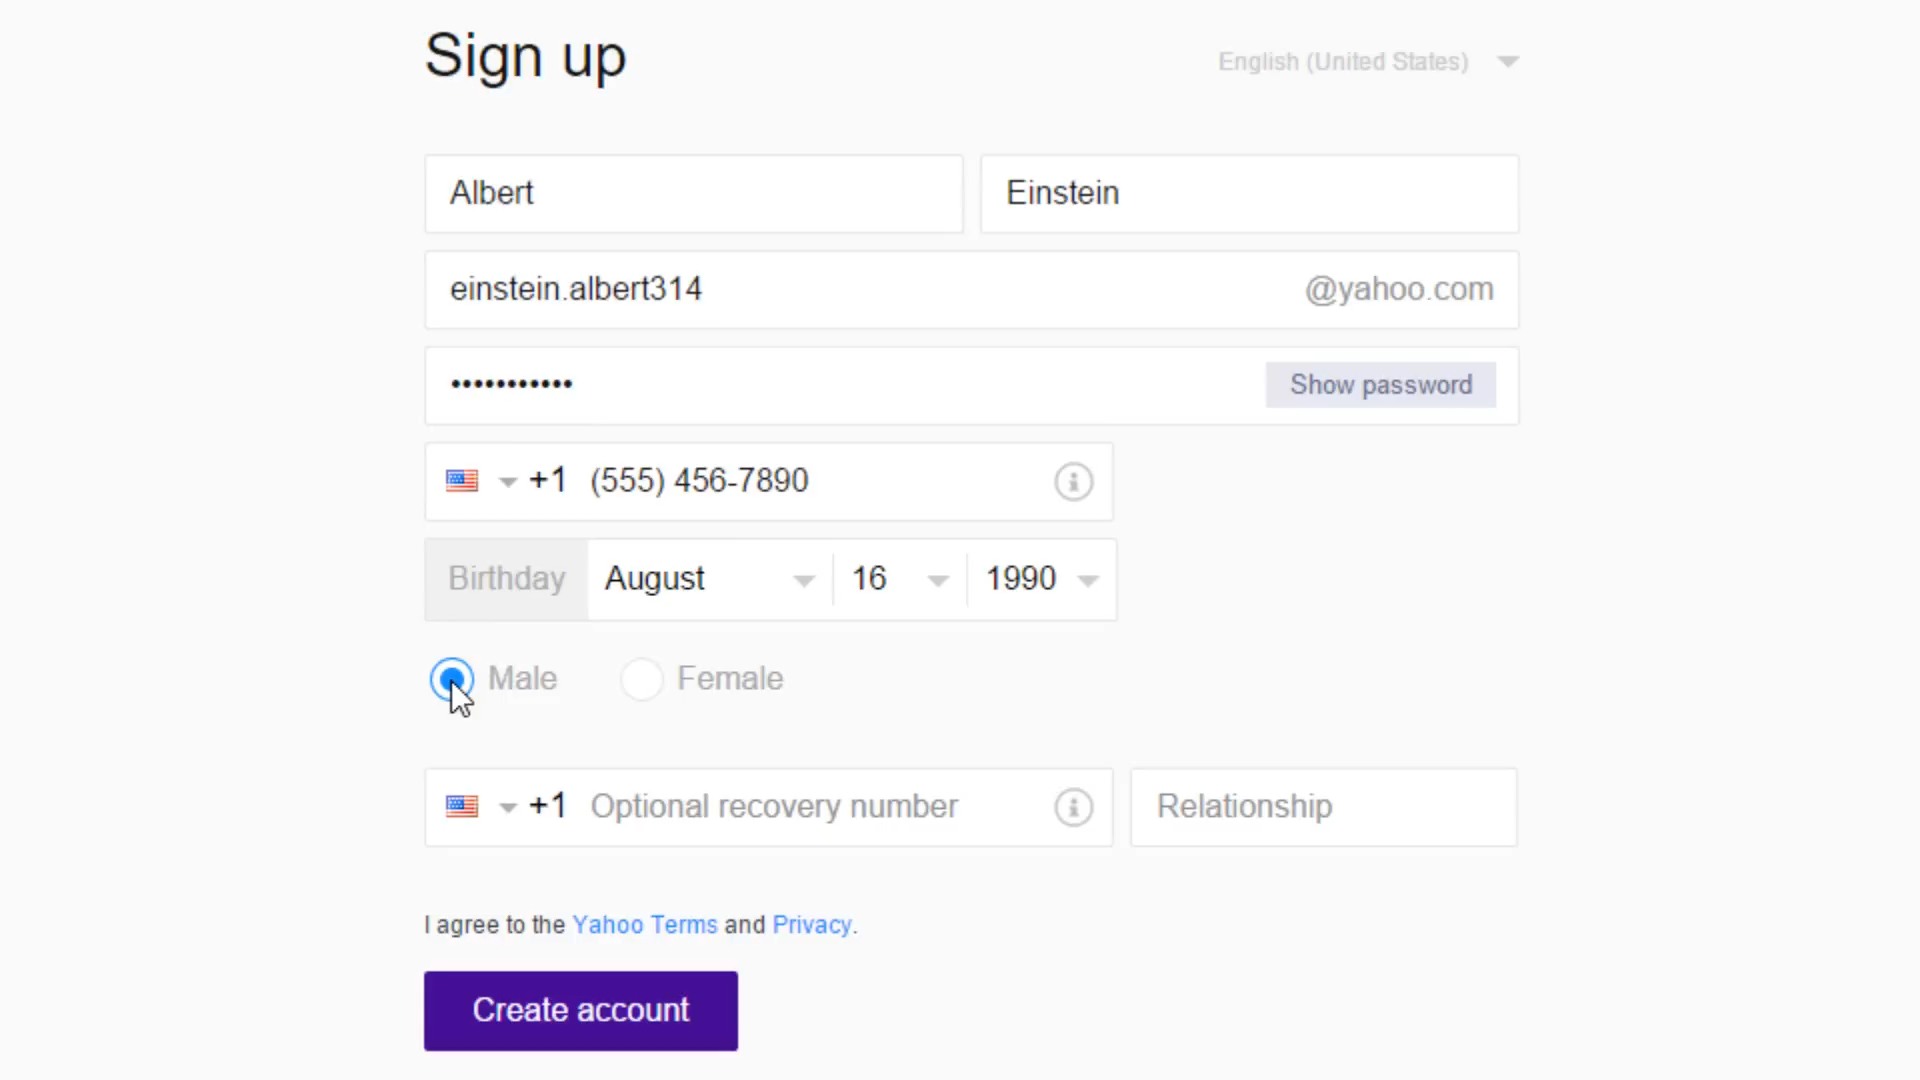 Sign up
English (United States)
Albert
Einstein
einstein.albert314
@yahoo.com
•••••••••••
Show password
+1 (555) 456-7890
Birthday August 16 1990
Male Female
+1 Optional recovery number
Relationship
I agree to the Yahoo Terms and Privacy.
Create account